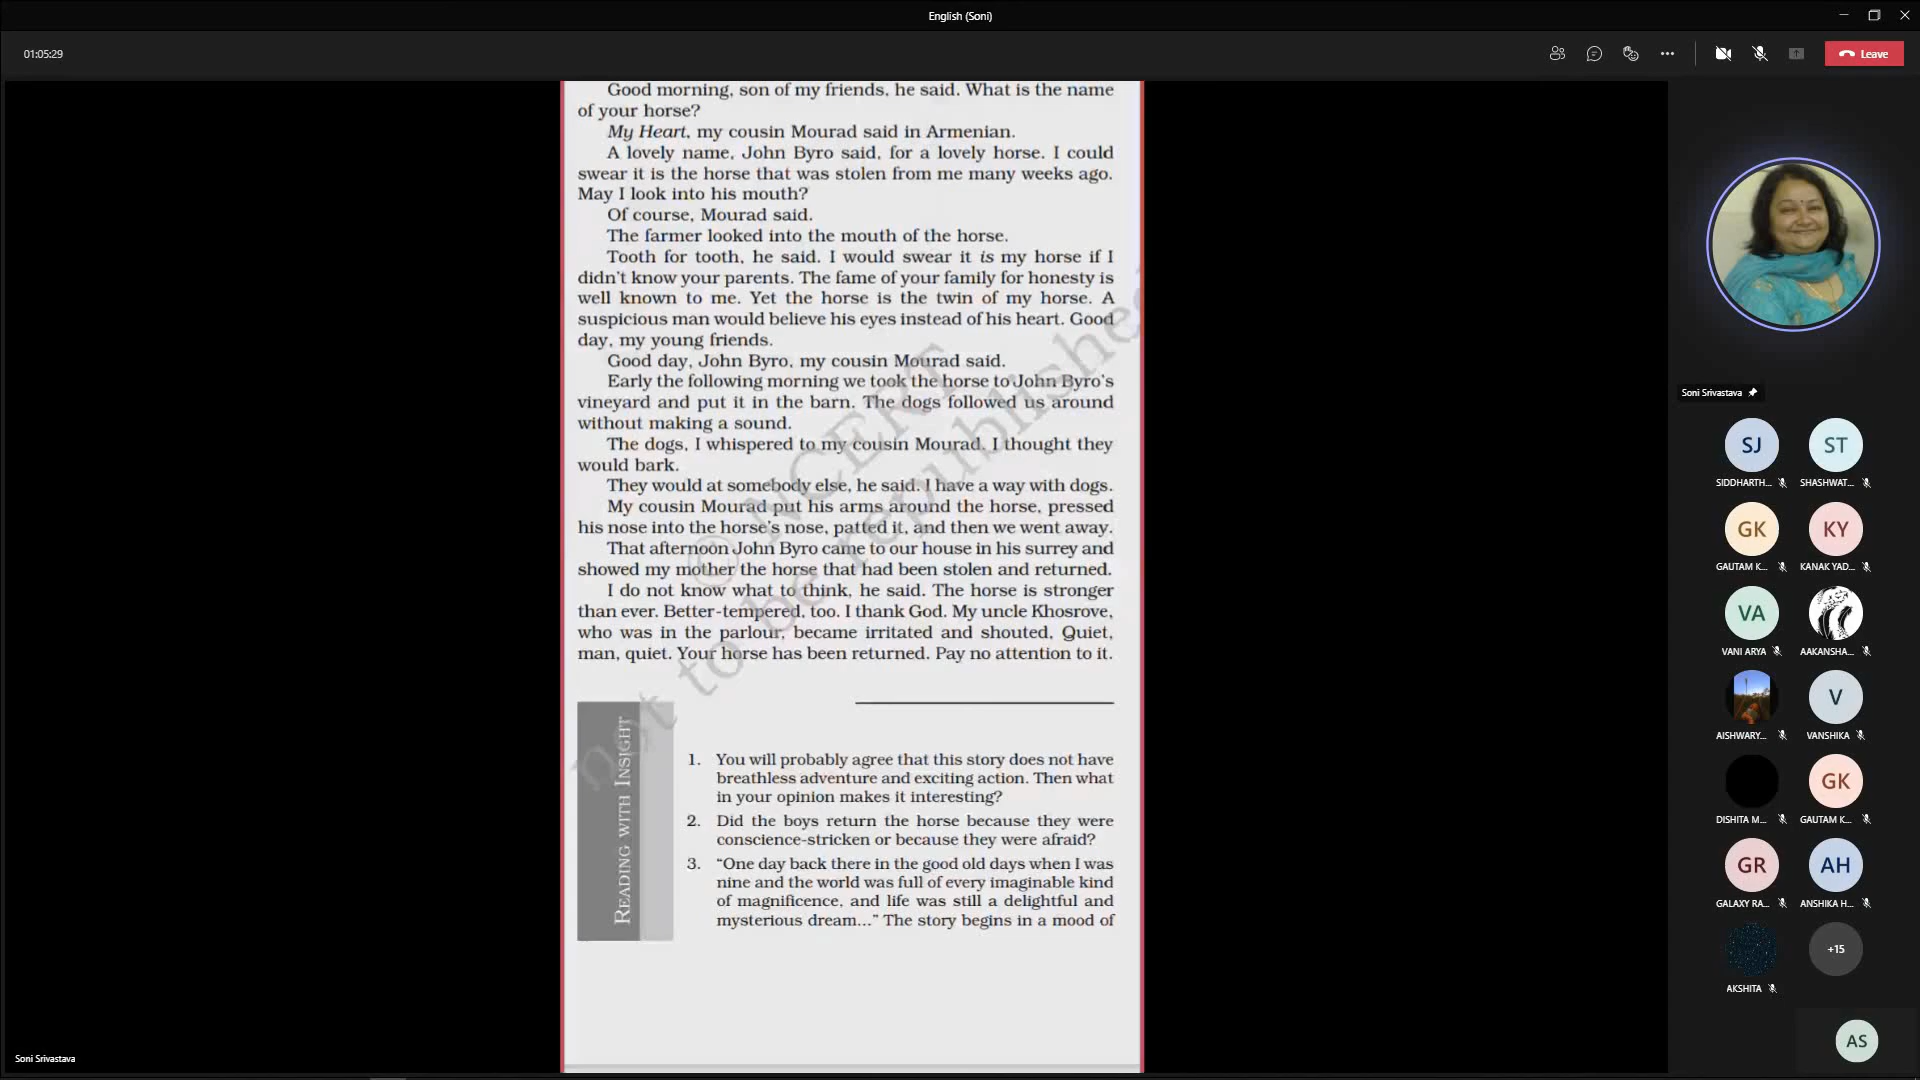 English (Soni)
01:05:29
Leave
Good morning, son of my friends, he said. What is the name
of your horse?
My Heart, my cousin Mourad said in Armenian.
A lovely name, John Byro said, for a lovely horse. I could
swear it is the horse that was stolen from me many weeks ago.
May I look into his mouth?
Of course, Mourad said.
The farmer looked into the mouth of the horse.
Tooth for tooth, he said. I would swear it is my horse if I
didn't know your parents. The fame of your family for honesty is
well known to me. Yet the horse is the twin of my horse. A
suspicious man would believe his eyes instead of his heart. Good
day, my young friends.
Good day, John Byro, my cousin Mourad said.
Early the following morning we took the horse to John Byro's
vineyard and put it in the barn. The dogs followed us around
without making a sound.
The dogs, I whispered to my cousin Mourad. I thought they
would bark.
They would at somebody else, he said. I have a way with dogs.
My cousin Mourad put his arms around the horse, pressed
his nose into the horse's nose, patted it, and then we went away.
That afternoon John Byro came to our house in his surrey and
showed my mother the horse that had been stolen and returned.
I do not know what to think, he said. The horse is stronger
than ever. Better-tempered, too. I thank God. My uncle Khosrove,
who was in the parlour, became irritated and shouted, Quiet,
man, quiet. Your horse has been returned. Pay no attention to it.
© NCERT
not to be republished
READING WITH INSIGHT
1. You will probably agree that this story does not have
breathless adventure and exciting action. Then what
in your opinion makes it interesting?
2. Did the boys return the horse because they were
conscience-stricken or because they were afraid?
3. “One day back there in the good old days when I was
nine and the world was full of every imaginable kind
of magnificence, and life was still a delightful and
mysterious dream...” The story begins in a mood of
Soni Srivastava
Soni Srivastava
SJ
ST
SIDDHARTH...
SHASHWAT...
GK
KY
GAUTAM K...
KANAK YAD...
VA
VANI ARYA
AAKANSHA...
V
AISHWARY...
VANSHIKA
GK
DISHITA M...
GAUTAM K...
GR
AH
GALAXY RA...
ANSHIKA H...
+15
AKSHITA
AS